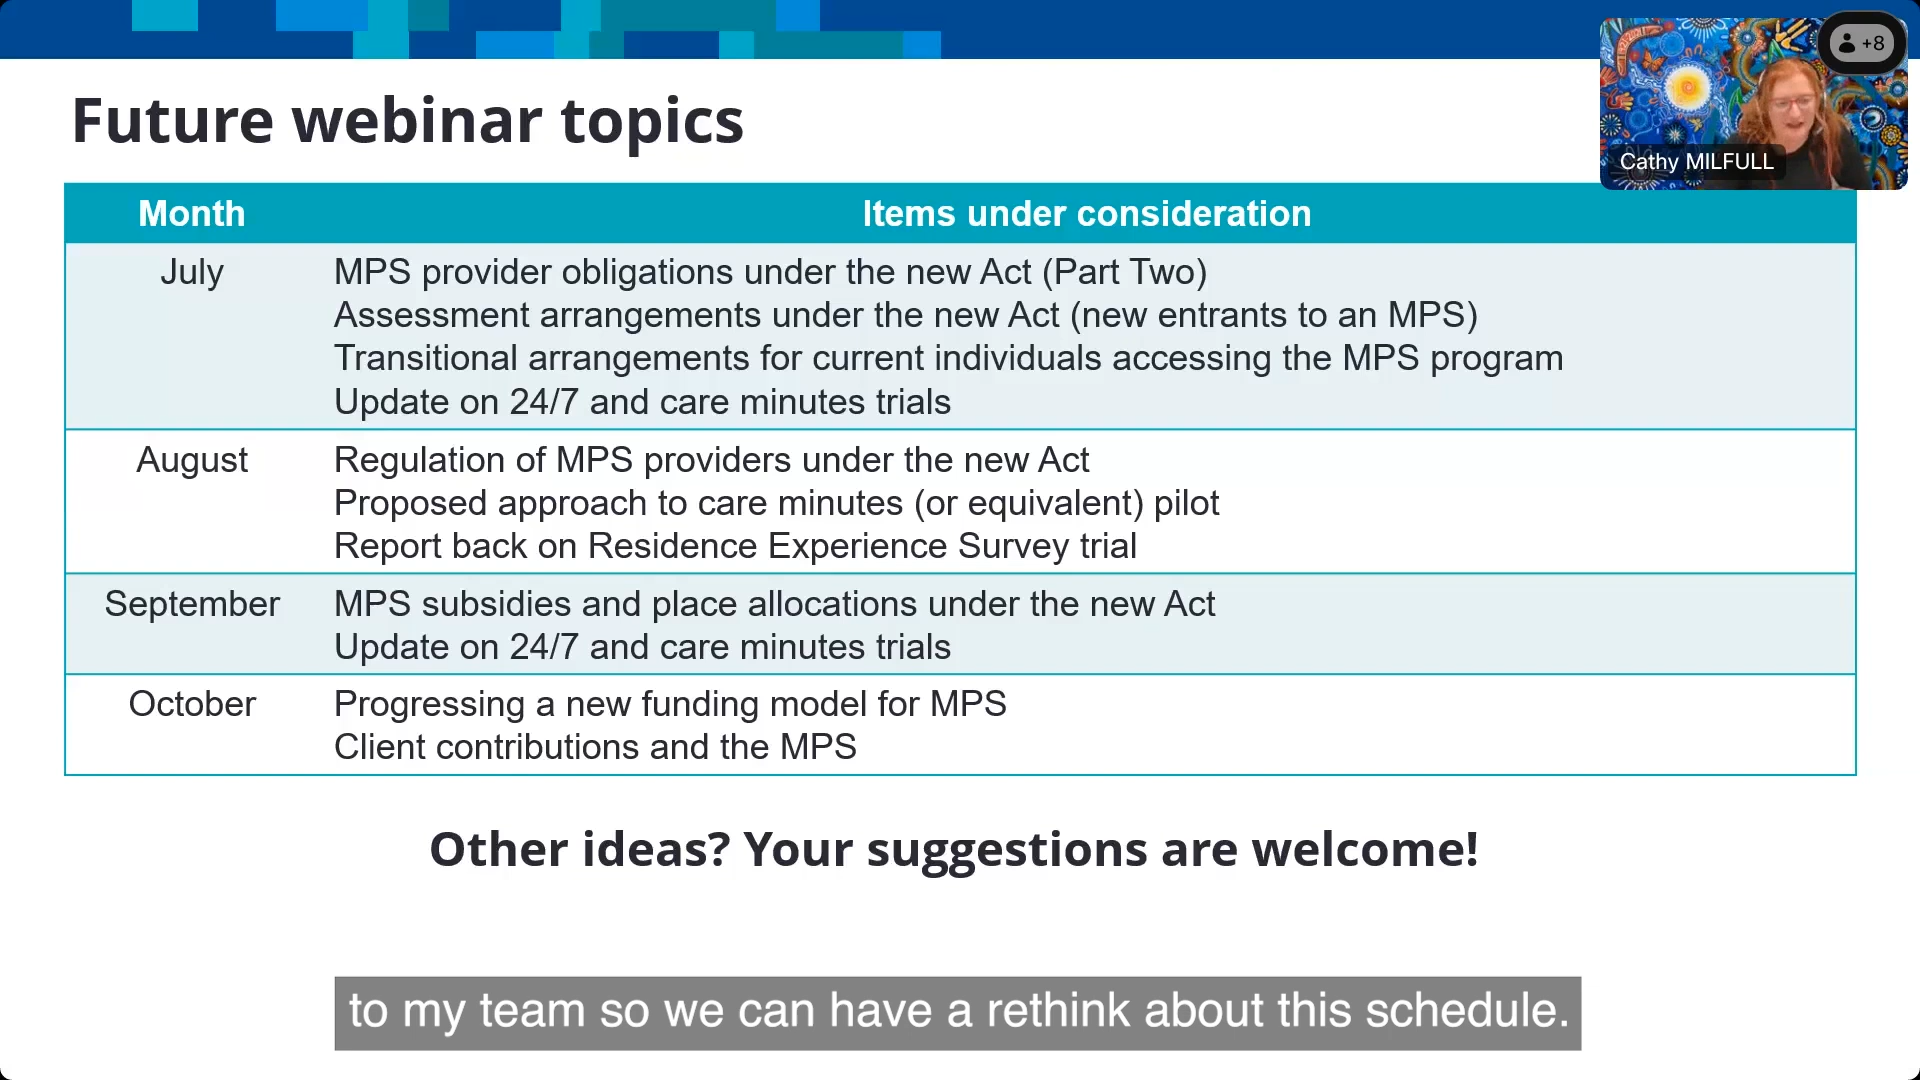 +8
Future webinar topics
Cathy MILFULL
Month Items under consideration
July MPS provider obligations under the new Act (Part Two)
Assessment arrangements under the new Act (new entrants to an MPS)
Transitional arrangements for current individuals accessing the MPS program
Update on 24/7 and care minutes trials
August Regulation of MPS providers under the new Act
Proposed approach to care minutes (or equivalent) pilot
Report back on Residence Experience Survey trial
September MPS subsidies and place allocations under the new Act
Update on 24/7 and care minutes trials
October Progressing a new funding model for MPS
Client contributions and the MPS
Other ideas? Your suggestions are welcome!
to my team so we can have a rethink about this schedule.